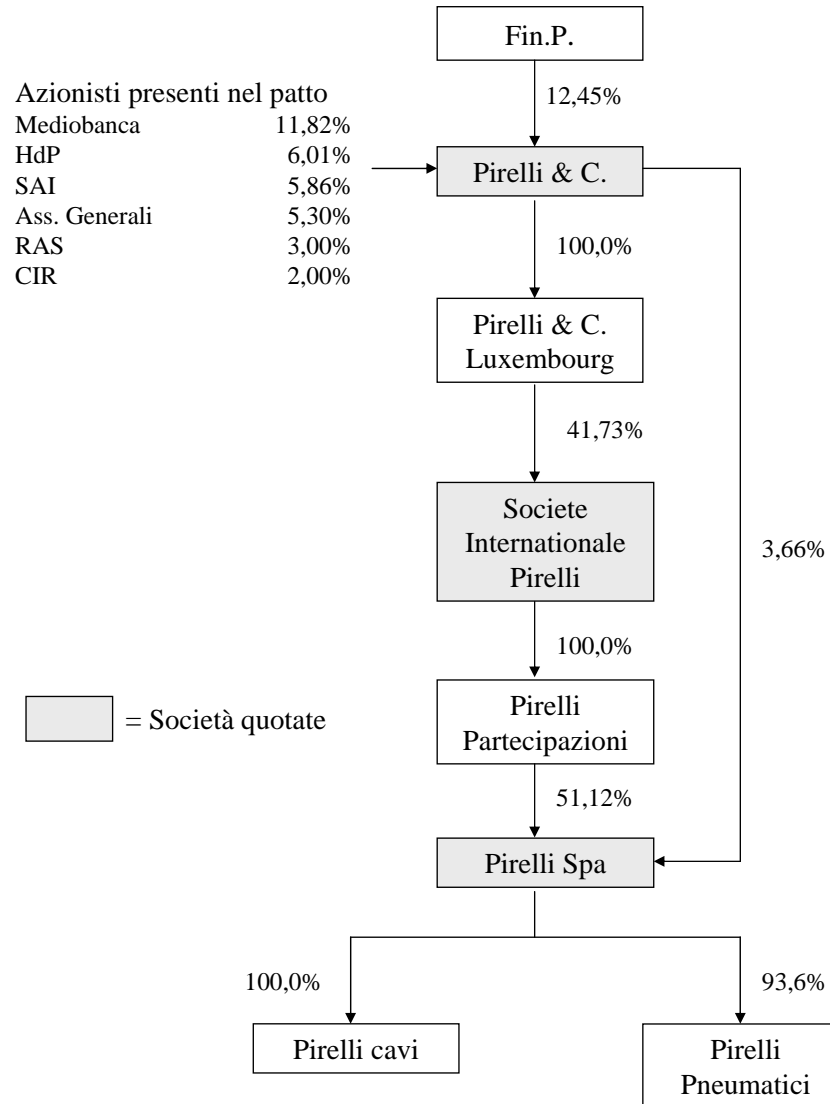 Fin.P.
12,45%
Azionisti presenti nel patto
Mediobanca 11,82%
HdP 6,01%
SAI 5,86%
Ass. Generali 5,30%
RAS 3,00%
CIR 2,00%
Pirelli & C.
100,0%
Pirelli & C.
Luxembourg
41,73%
Societe
Internationale
Pirelli
3,66%
100,0%
Pirelli
Partecipazioni
= Società quotate
51,12%
Pirelli Spa
100,0%
93,6%
Pirelli cavi
Pirelli
Pneumatici